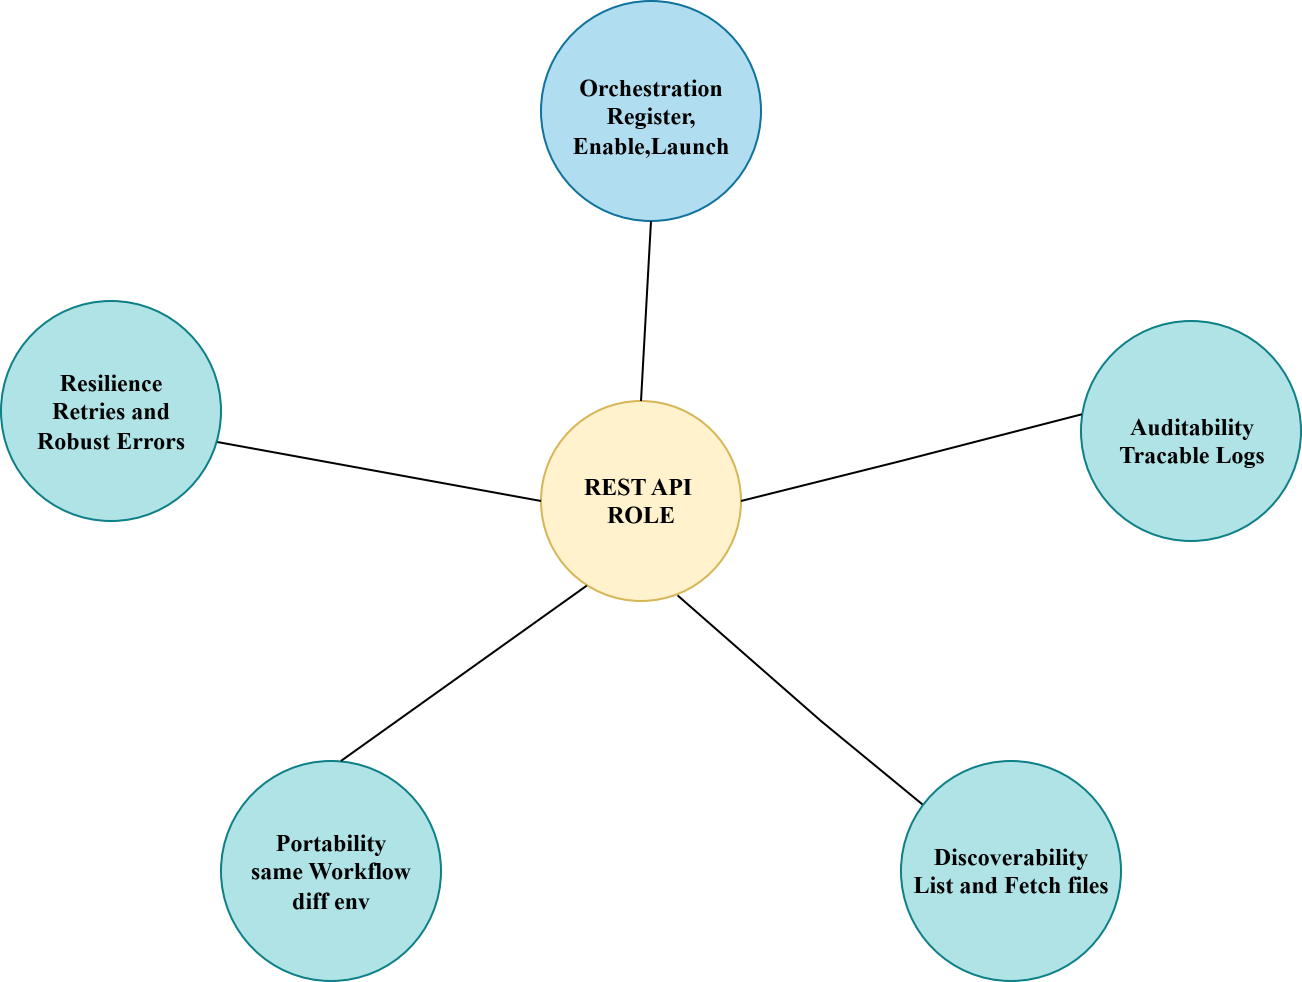 Orchestration
Register,
Enable,Launch
Resilience
Retries and
Robust Errors
Auditability
Tracable Logs
REST API
ROLE
Portability
same Workflow
diff env
Discoverability
List and Fetch files